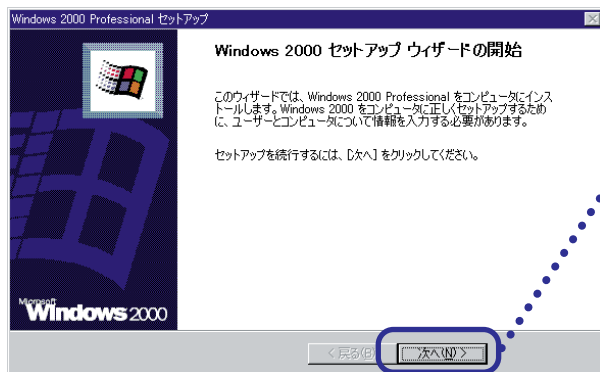 Windows 2000 Professional セットアップ
Windows 2000 セットアップ ウィザードの開始
このウィザードでは、Windows 2000 Professional をコンピュータにインス
トールします。Windows 2000 をコンピュータに正しくセットアップするため
に、ユーザーとコンピュータについて情報を入力する必要があります。
セットアップを続行するには、[次へ] をクリックしてください。
Microsoft
Windows 2000
< 戻る(B) 次へ(N) >